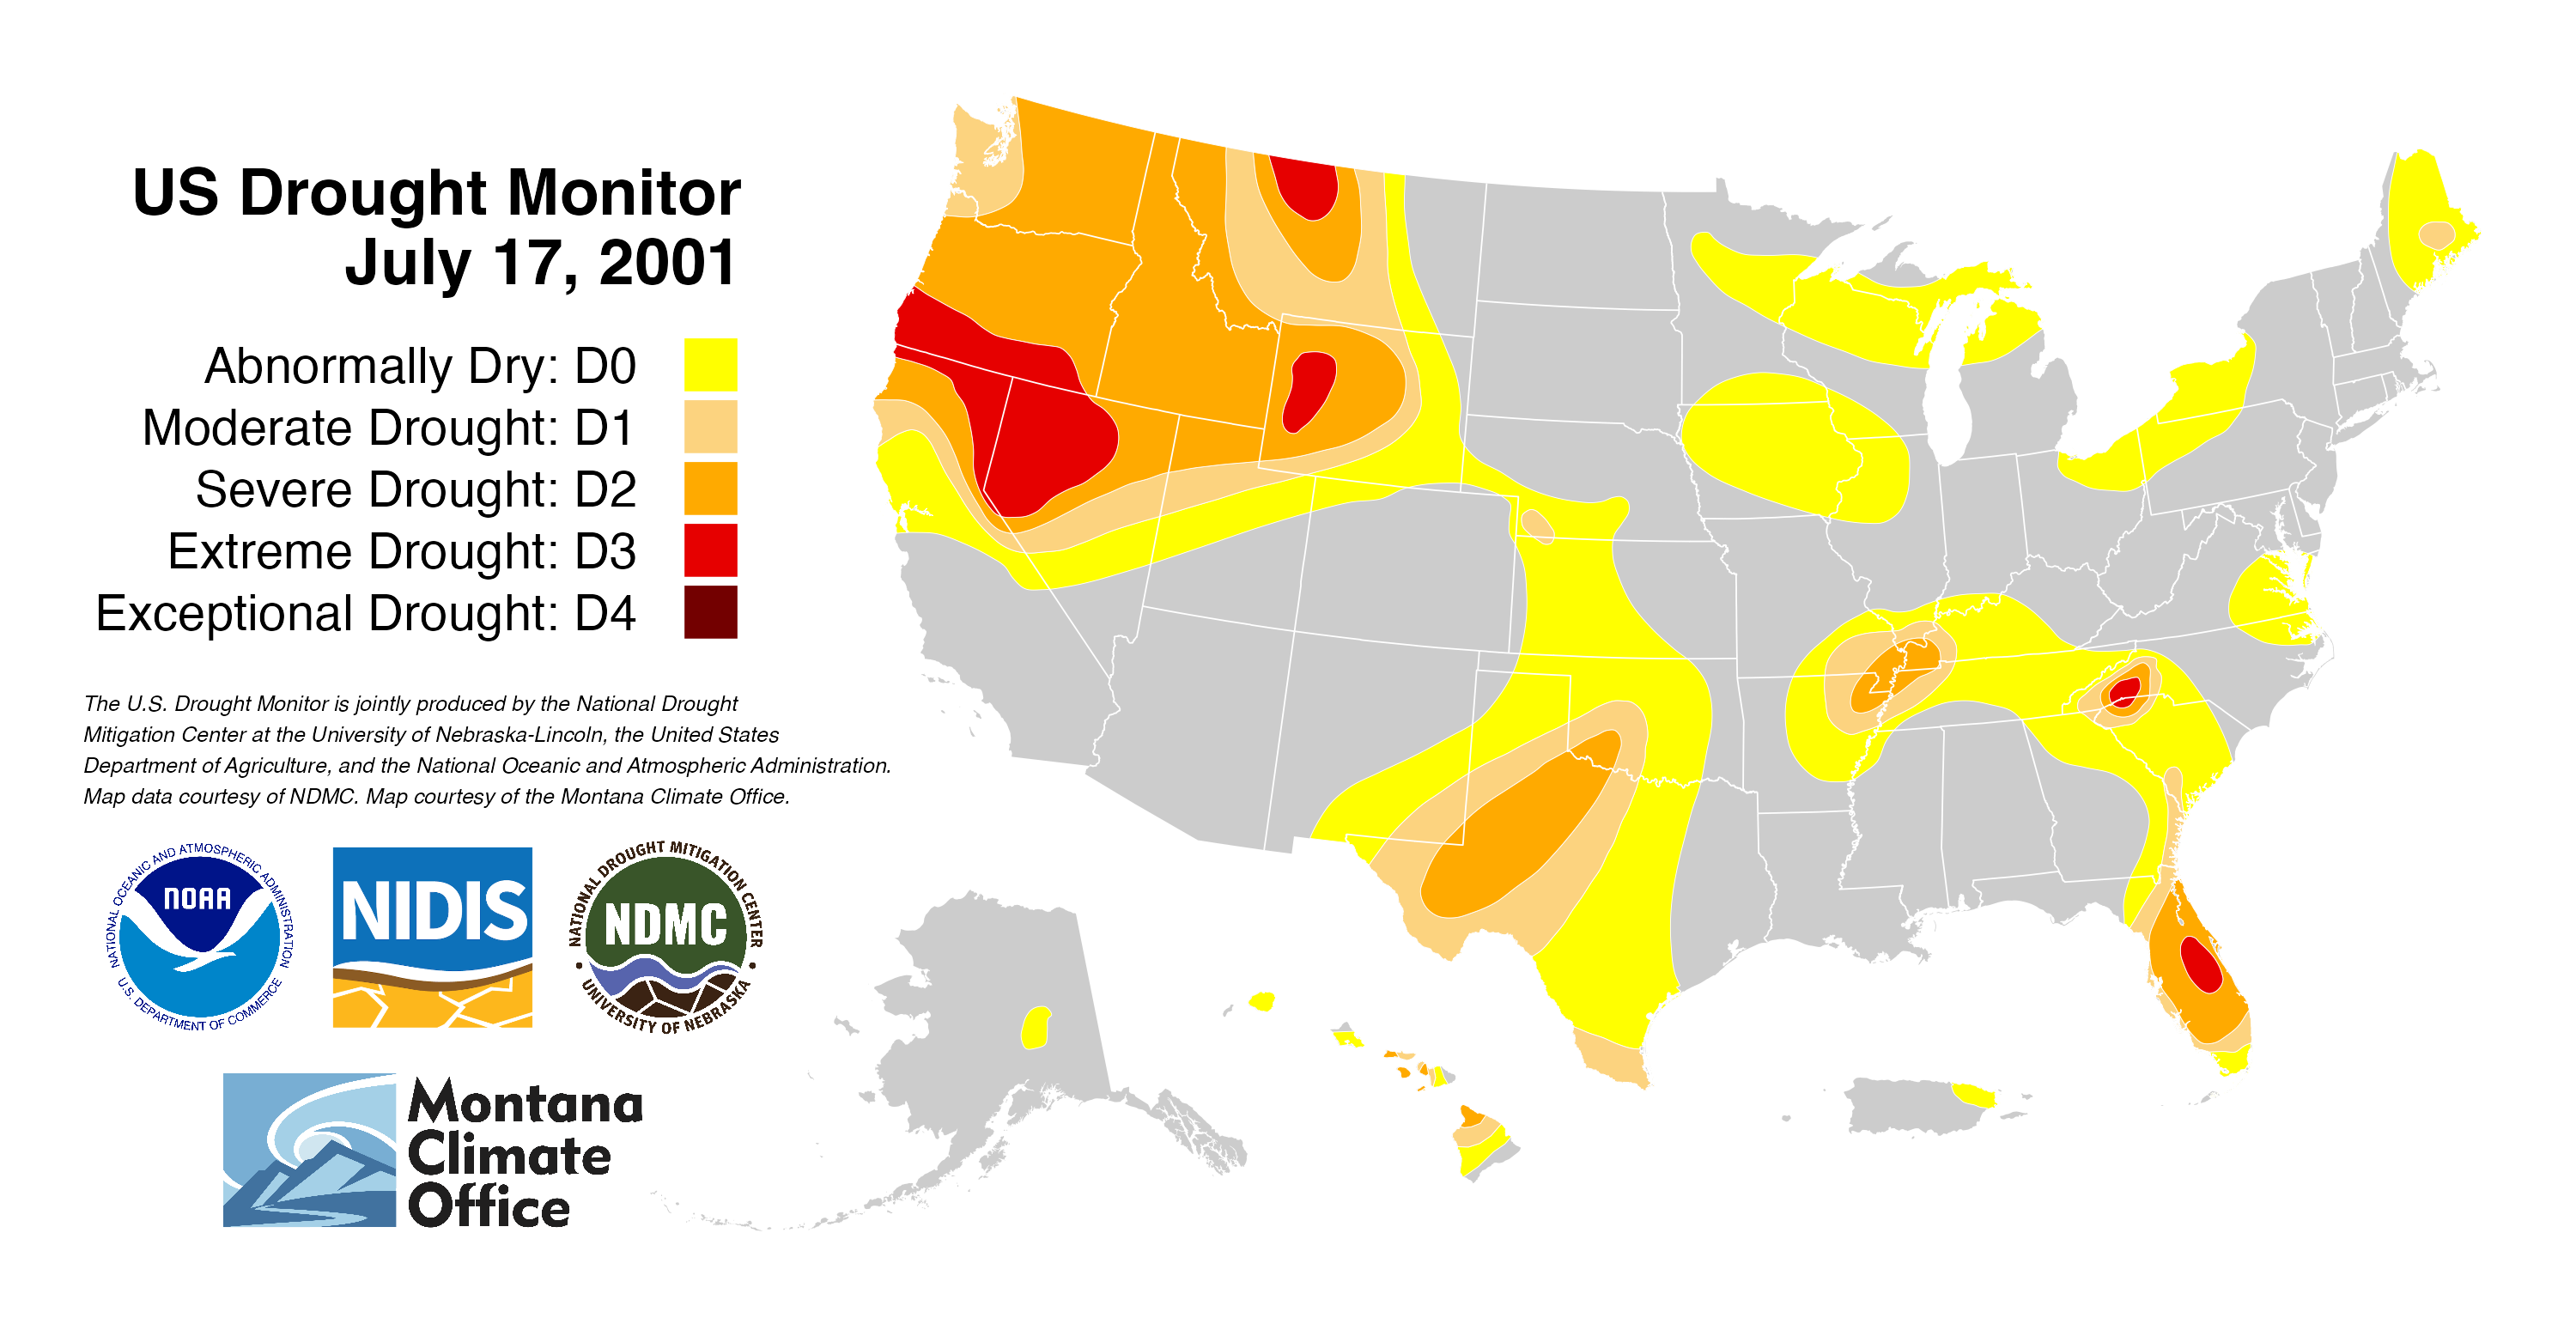 US Drought Monitor
July 17, 2001
Abnormally Dry: D0
Moderate Drought: D1
Severe Drought: D2
Extreme Drought: D3
Exceptional Drought: D4
The U.S. Drought Monitor is jointly produced by the National Drought
Mitigation Center at the University of Nebraska-Lincoln, the United States
Department of Agriculture, and the National Oceanic and Atmospheric Administration.
Map data courtesy of NDMC. Map courtesy of the Montana Climate Office.
NATIONAL OCEANIC AND ATMOSPHERIC ADMINISTRATION
NOAA
U.S. DEPARTMENT OF COMMERCE
NIDIS
NATIONAL DROUGHT MITIGATION CENTER
NDMC
UNIVERSITY OF NEBRASKA
Montana
Climate
Office